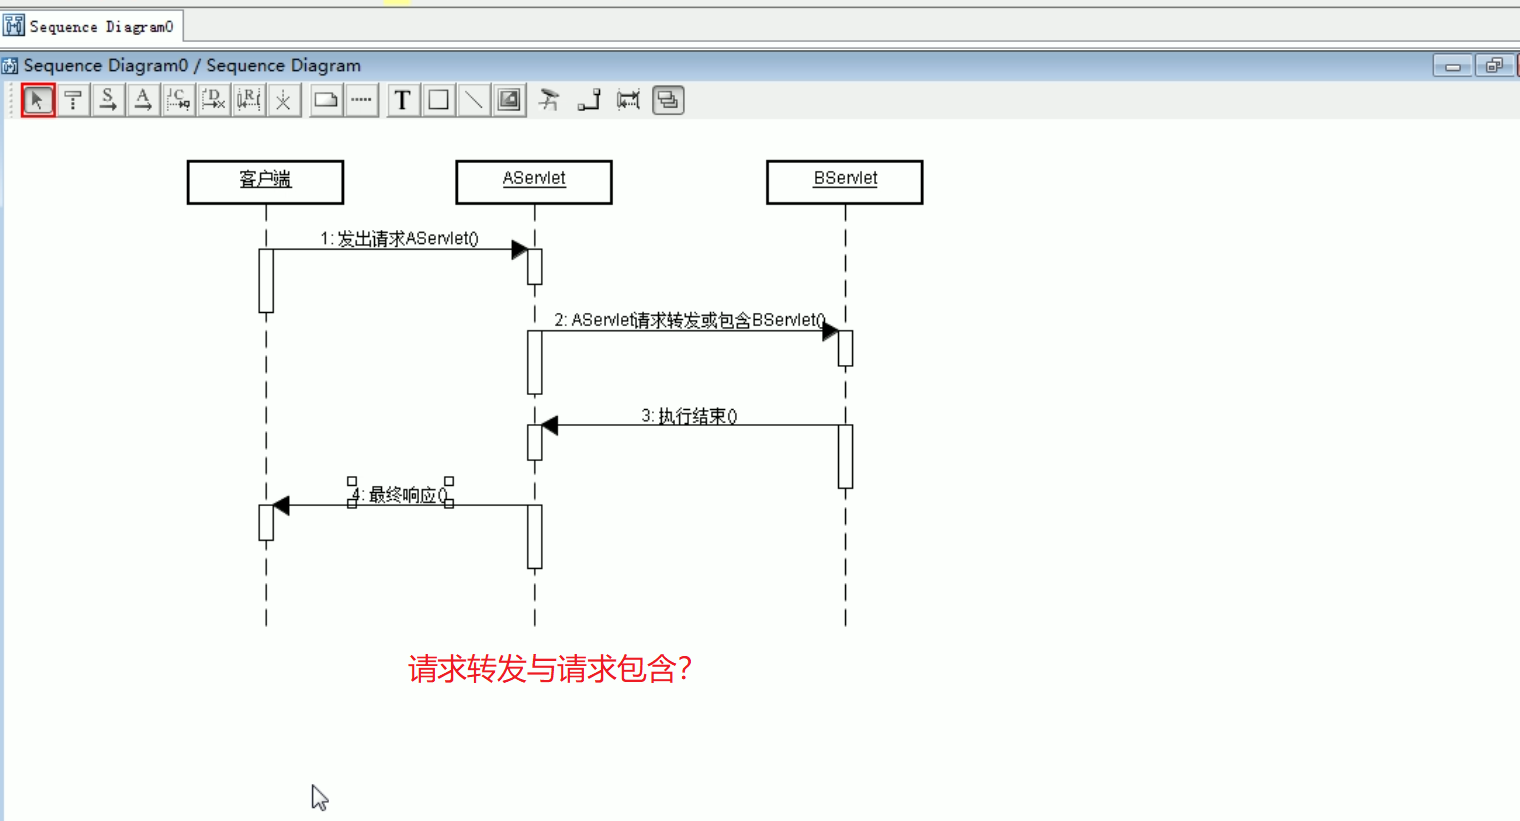 Sequence Diagram0
Sequence Diagram0 / Sequence Diagram
S A C D R T
客户端 AServlet BServlet
1: 发出请求AServlet()
2: AServlet请求转发或包含BServlet()
3: 执行结束()
4: 最终响应()
请求转发与请求包含？